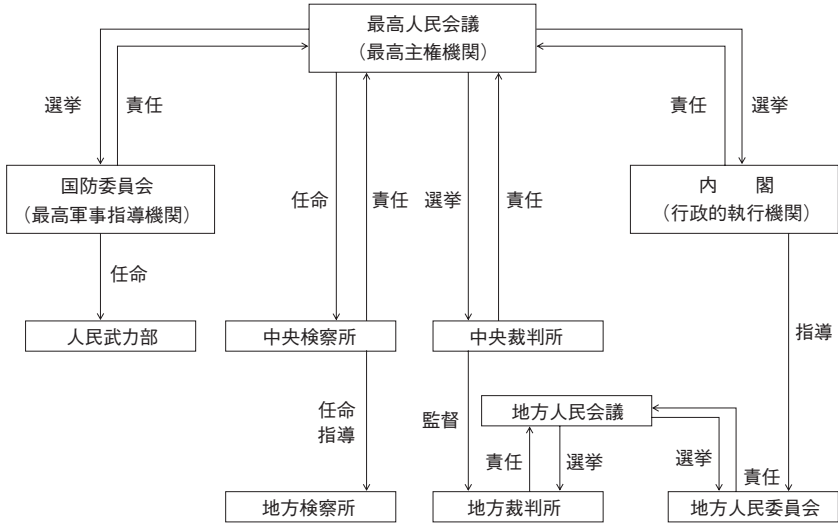 最高人民会議
（最高主権機関）
選挙
責任
責任
選挙
国防委員会
（最高軍事指導機関）
任命
責任
選挙
責任
内　　閣
（行政的執行機関）
任命
人民武力部
中央検察所
中央裁判所
指導
任命
指導
監督
地方人民会議
責任
選挙
選挙
責任
地方検察所
地方裁判所
地方人民委員会